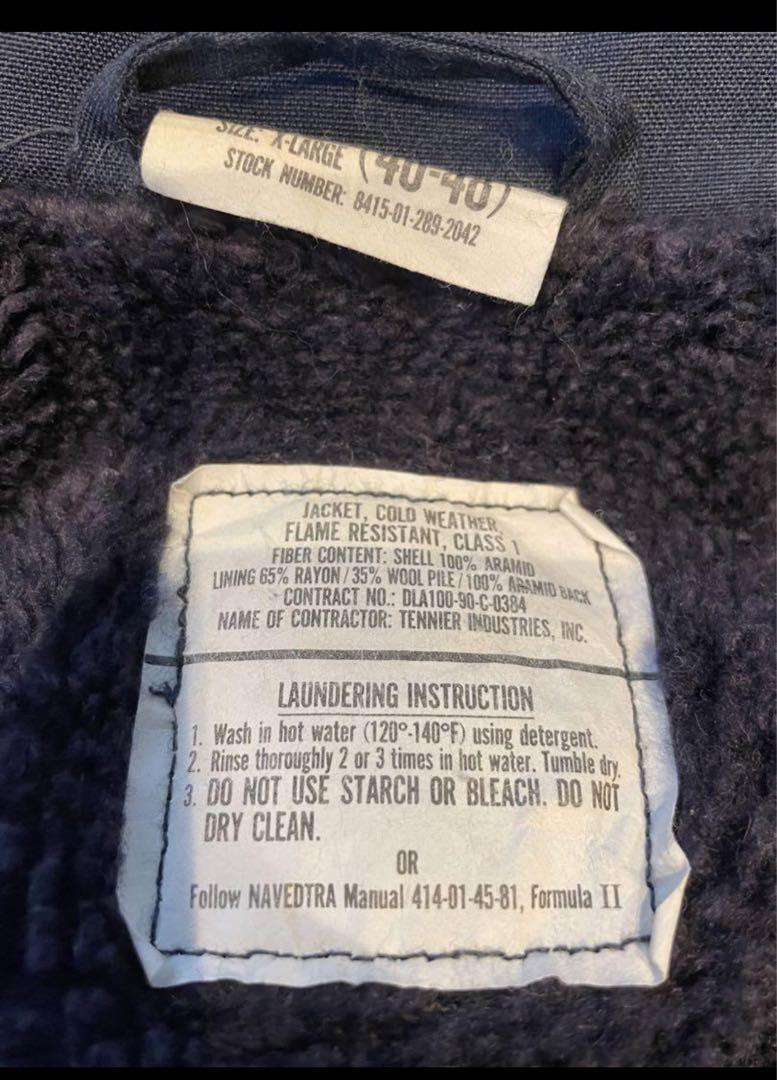 SIZE: X-LARGE
STOCK NUMBER: 8415-01-289-2042
JACKET, COLD WEATHER,
FLAME RESISTANT, CLASS 1
FIBER CONTENT: SHELL 100% ARAMID
LINING 65% RAYON/35% WOOL PILE/100% ARAMID BACK
CONTRACT NO.: DLA100-90-C-0384
NAME OF CONTRACTOR: TENNIER INDUSTRIES, INC.
LAUNDERING INSTRUCTION
1. Wash in hot water (120°-140°F) using detergent.
2. Rinse thoroughly 2 or 3 times in hot water. Tumble dry.
3. DO NOT USE STARCH OR BLEACH. DO NOT
DRY CLEAN.
OR
Follow NAVEDTRA Manual 414-01-45-81, Formula II